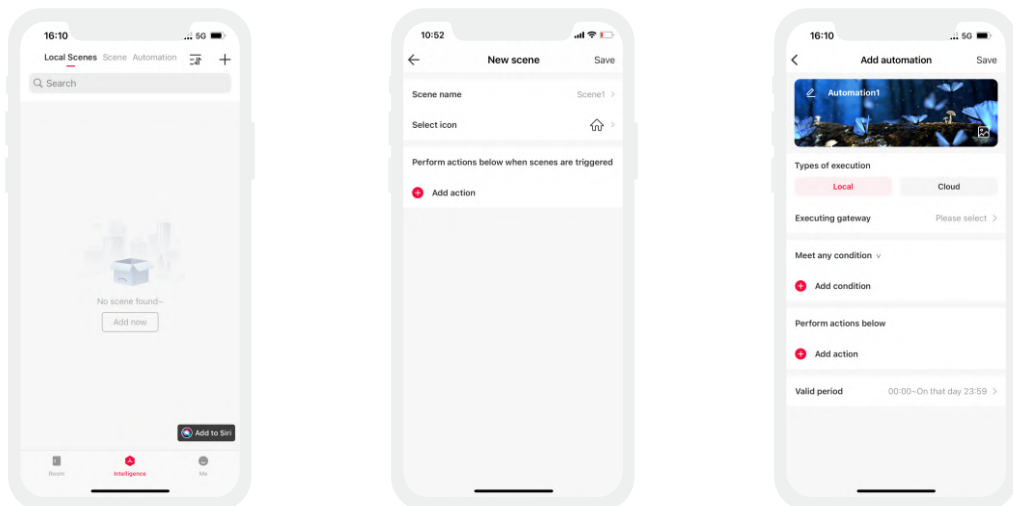 16:10
5G
Local Scenes Scene Automation
Search
No scene found~
Add now
Add to Siri
Room Intelligence Me
10:52
New scene Save
Scene name Scene1 >
Select icon >
Perform actions below when scenes are triggered
Add action
16:10
5G
Add automation Save
Automation1
Types of execution
Local Cloud
Executing gateway Please select >
Meet any condition
Add condition
Perform actions below
Add action
Valid period 00:00~On that day 23:59 >